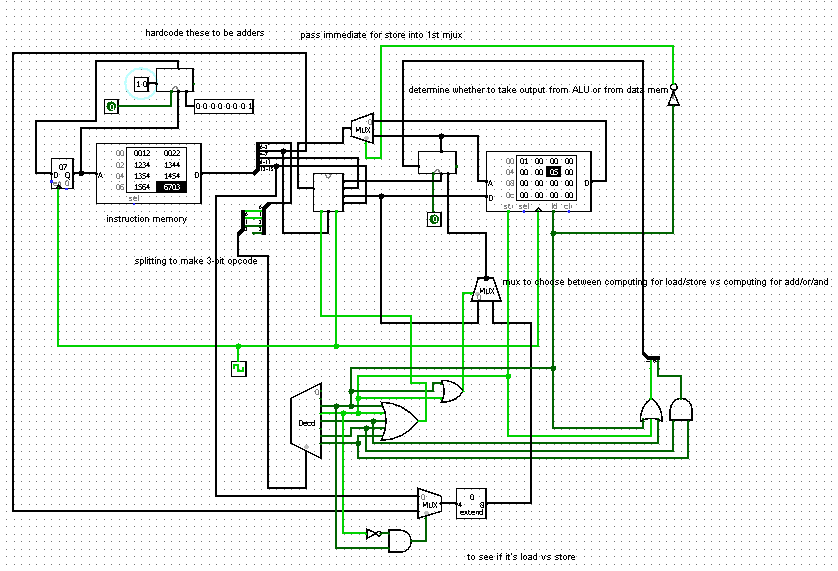 hardcode these to be adders
pass immediate for store into 1st mjux
determine whether to take output from ALU or from data mem
1 0
0
0 0 0 0 0 0 0 1
MUX
07
D Q
A
00 0012 0022
02 1234 1344
04 1354 1454
06 1564 6703
D
sel
instruction memory
00 01 00 00 00
04 00 00 05 00
08 00 00 00 00
0c 00 00 00 00
A
D
D
str sel ld clr
0
splitting to make 3-bit opcode
MUX
mux to choose between computing for load/store vs computing for add/or/and
0
Decd
0
MUX
0
4 8
extend
to see if it's load vs store